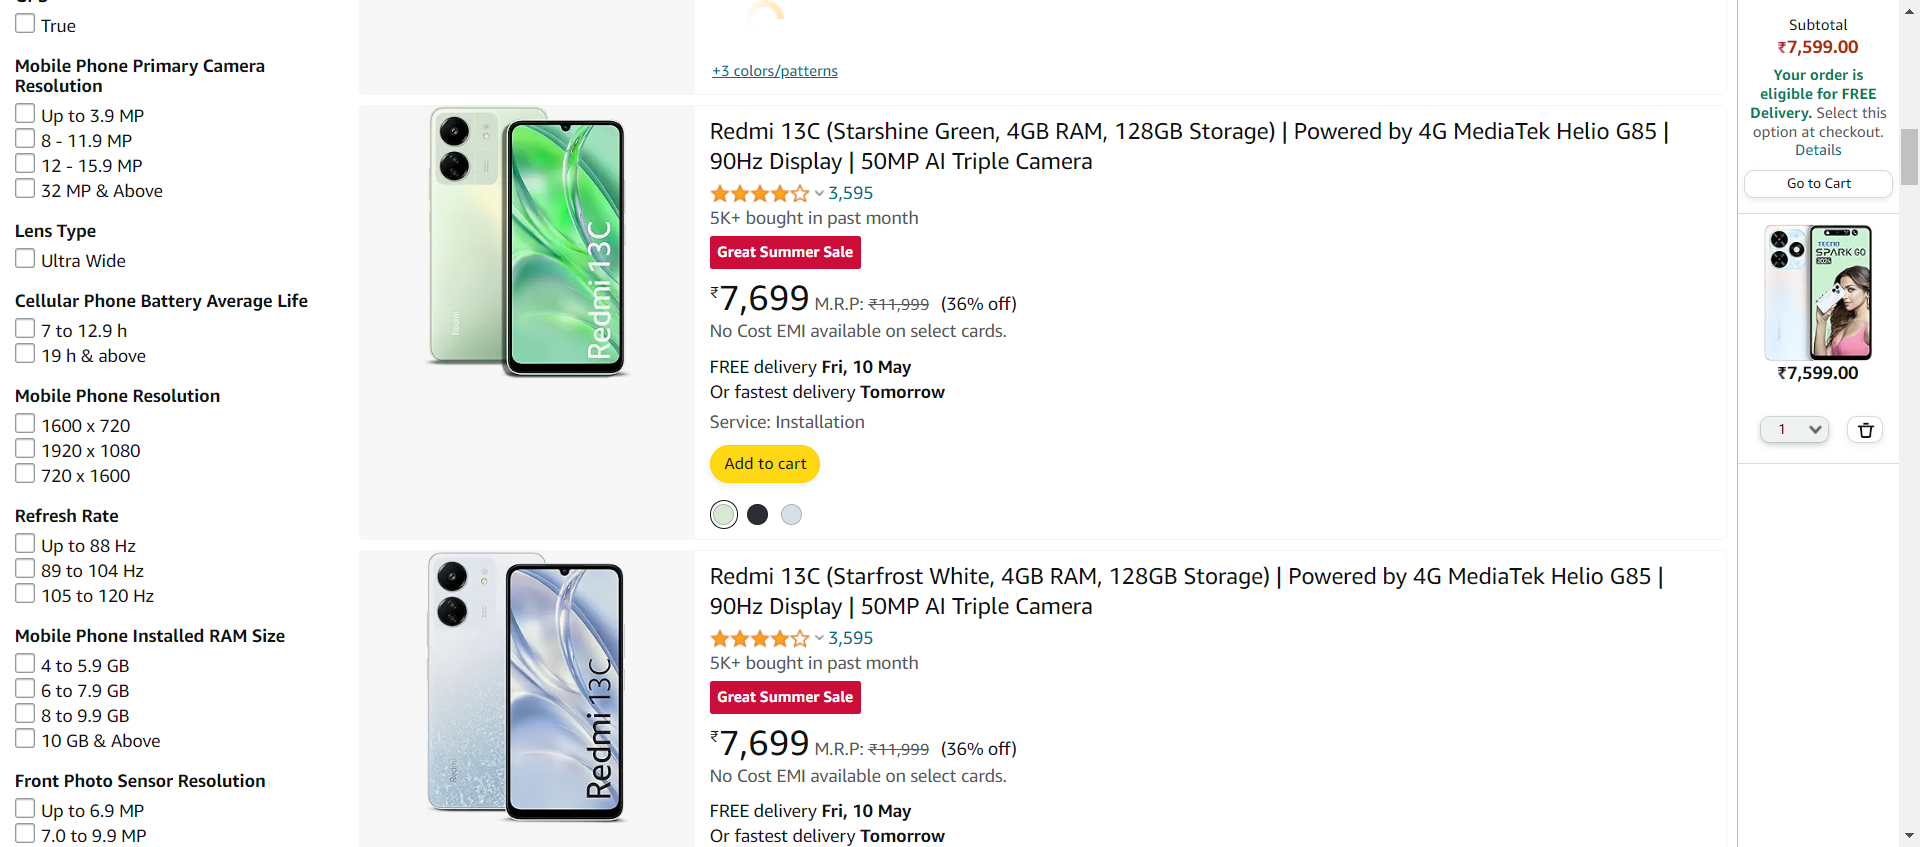 True
Mobile Phone Primary Camera
Resolution
Up to 3.9 MP
8 - 11.9 MP
12 - 15.9 MP
32 MP & Above
Lens Type
Ultra Wide
Cellular Phone Battery Average Life
7 to 12.9 h
19 h & above
Mobile Phone Resolution
1600 x 720
1920 x 1080
720 x 1600
Refresh Rate
Up to 88 Hz
89 to 104 Hz
105 to 120 Hz
Mobile Phone Installed RAM Size
4 to 5.9 GB
6 to 7.9 GB
8 to 9.9 GB
10 GB & Above
Front Photo Sensor Resolution
Up to 6.9 MP
7.0 to 9.9 MP
+3 colors/patterns
Redmi
Redmi 13C
Redmi 13C (Starshine Green, 4GB RAM, 128GB Storage) | Powered by 4G MediaTek Helio G85 |
90Hz Display | 50MP AI Triple Camera
3,595
5K+ bought in past month
Great Summer Sale
₹7,699 M.R.P: ₹11,999 (36% off)
No Cost EMI available on select cards.
FREE delivery Fri, 10 May
Or fastest delivery Tomorrow
Service: Installation
Add to cart
Redmi
Redmi 13C
Redmi 13C (Starfrost White, 4GB RAM, 128GB Storage) | Powered by 4G MediaTek Helio G85 |
90Hz Display | 50MP AI Triple Camera
3,595
5K+ bought in past month
Great Summer Sale
₹7,699 M.R.P: ₹11,999 (36% off)
No Cost EMI available on select cards.
FREE delivery Fri, 10 May
Or fastest delivery Tomorrow
Subtotal
₹7,599.00
Your order is
eligible for FREE
Delivery. Select this
option at checkout.
Details
Go to Cart
TECNO
SPARK GO
2024
₹7,599.00
1